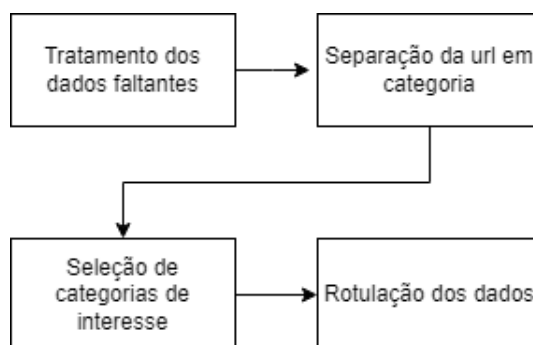 Tratamento dos
dados faltantes
Separação da url em
categoria
Seleção de
categorias de
interesse
Rotulação dos dados